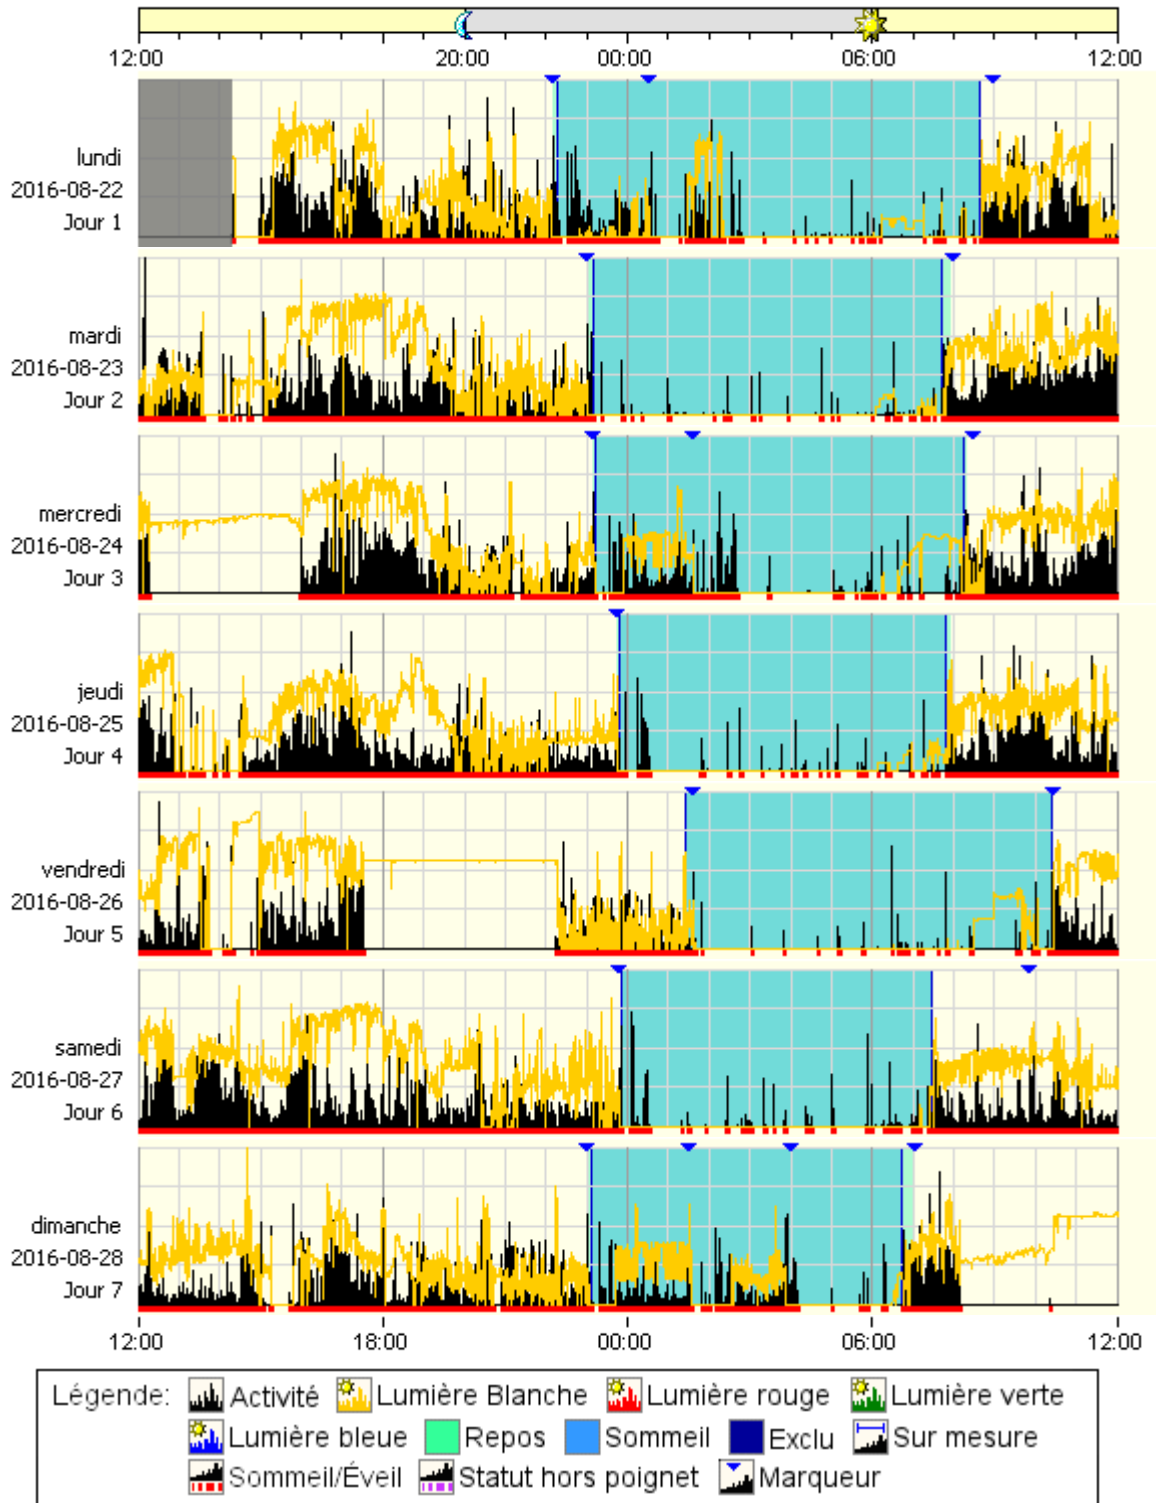 12:00 20:00 00:00 06:00 12:00
lundi
2016-08-22
Jour 1
mardi
2016-08-23
Jour 2
mercredi
2016-08-24
Jour 3
jeudi
2016-08-25
Jour 4
vendredi
2016-08-26
Jour 5
samedi
2016-08-27
Jour 6
dimanche
2016-08-28
Jour 7
12:00 18:00 00:00 06:00 12:00
Légende: Activité Lumière Blanche Lumière rouge Lumière verte
Lumière bleue Repos Sommeil Exclu Sur mesure
Sommeil/Éveil Statut hors poignet Marqueur